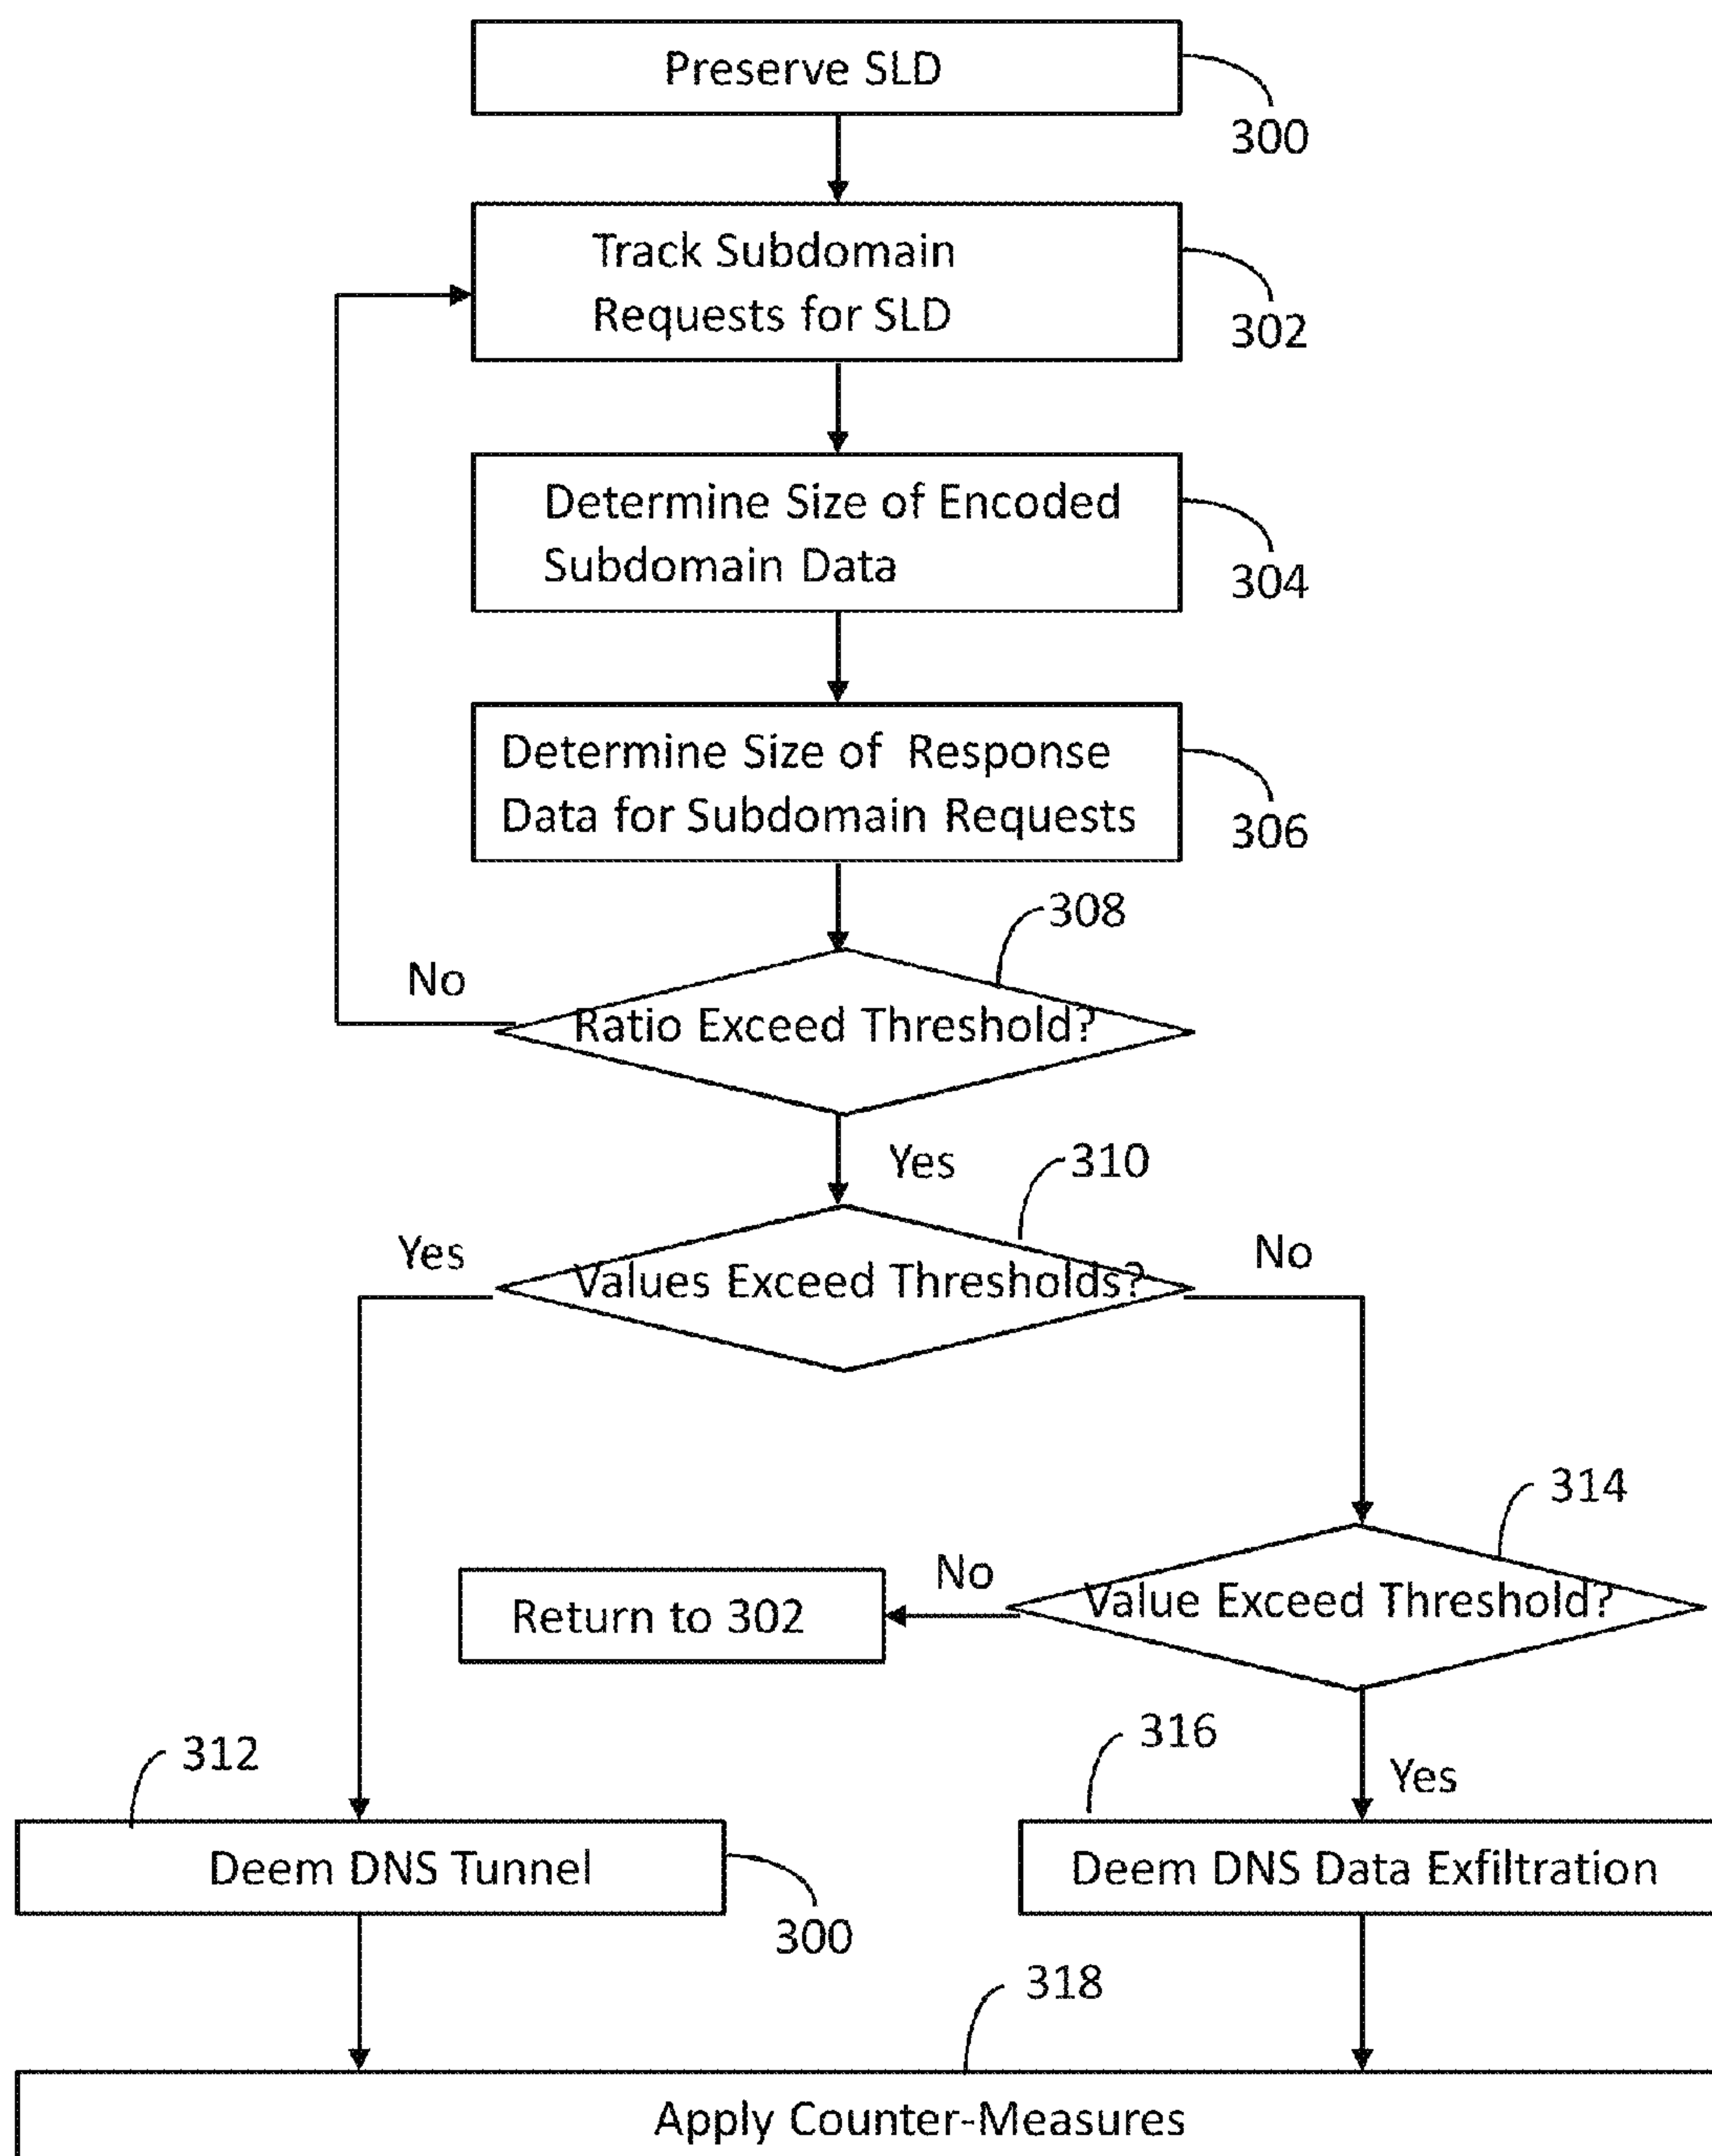 Preserve SLD
300
Track Subdomain
Requests for SLD
302
Determine Size of Encoded
Subdomain Data
304
Determine Size of Response
Data for Subdomain Requests
306
308
No
Ratio Exceed Threshold?
Yes
310
Yes
No
Values Exceed Thresholds?
314
No
Value Exceed Threshold?
Return to 302
316
Yes
312
Deem DNS Tunnel
Deem DNS Data Exfiltration
300
318
Apply Counter-Measures